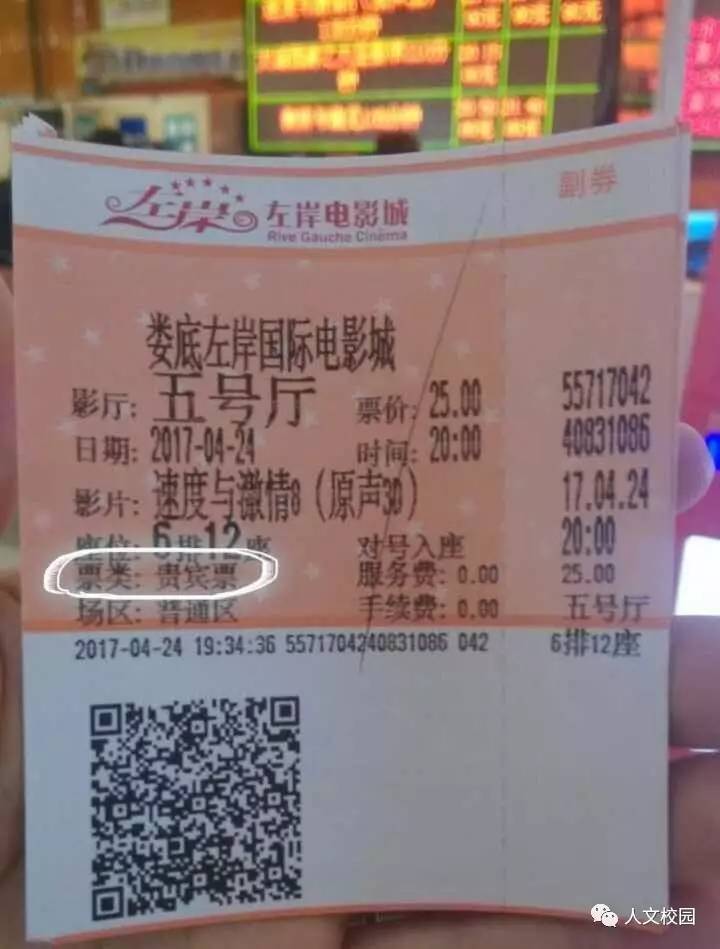 副券
左岸 左岸电影城
Rive Gauche Cinéma
娄底左岸国际电影城
影厅: 五号厅 票价: 25.00 55717042
日期: 2017-04-24 时间: 20:00 40831086
影片: 速度与激情8（原声3D） 17.04.24
座位: 6排12座 对号入座 20:00
票类: 贵宾票 服务费: 0.00 25.00
场区: 普通区 手续费: 0.00 五号厅
2017-04-24 19:34:36 5571704240831086 042 6排12座
人文校园